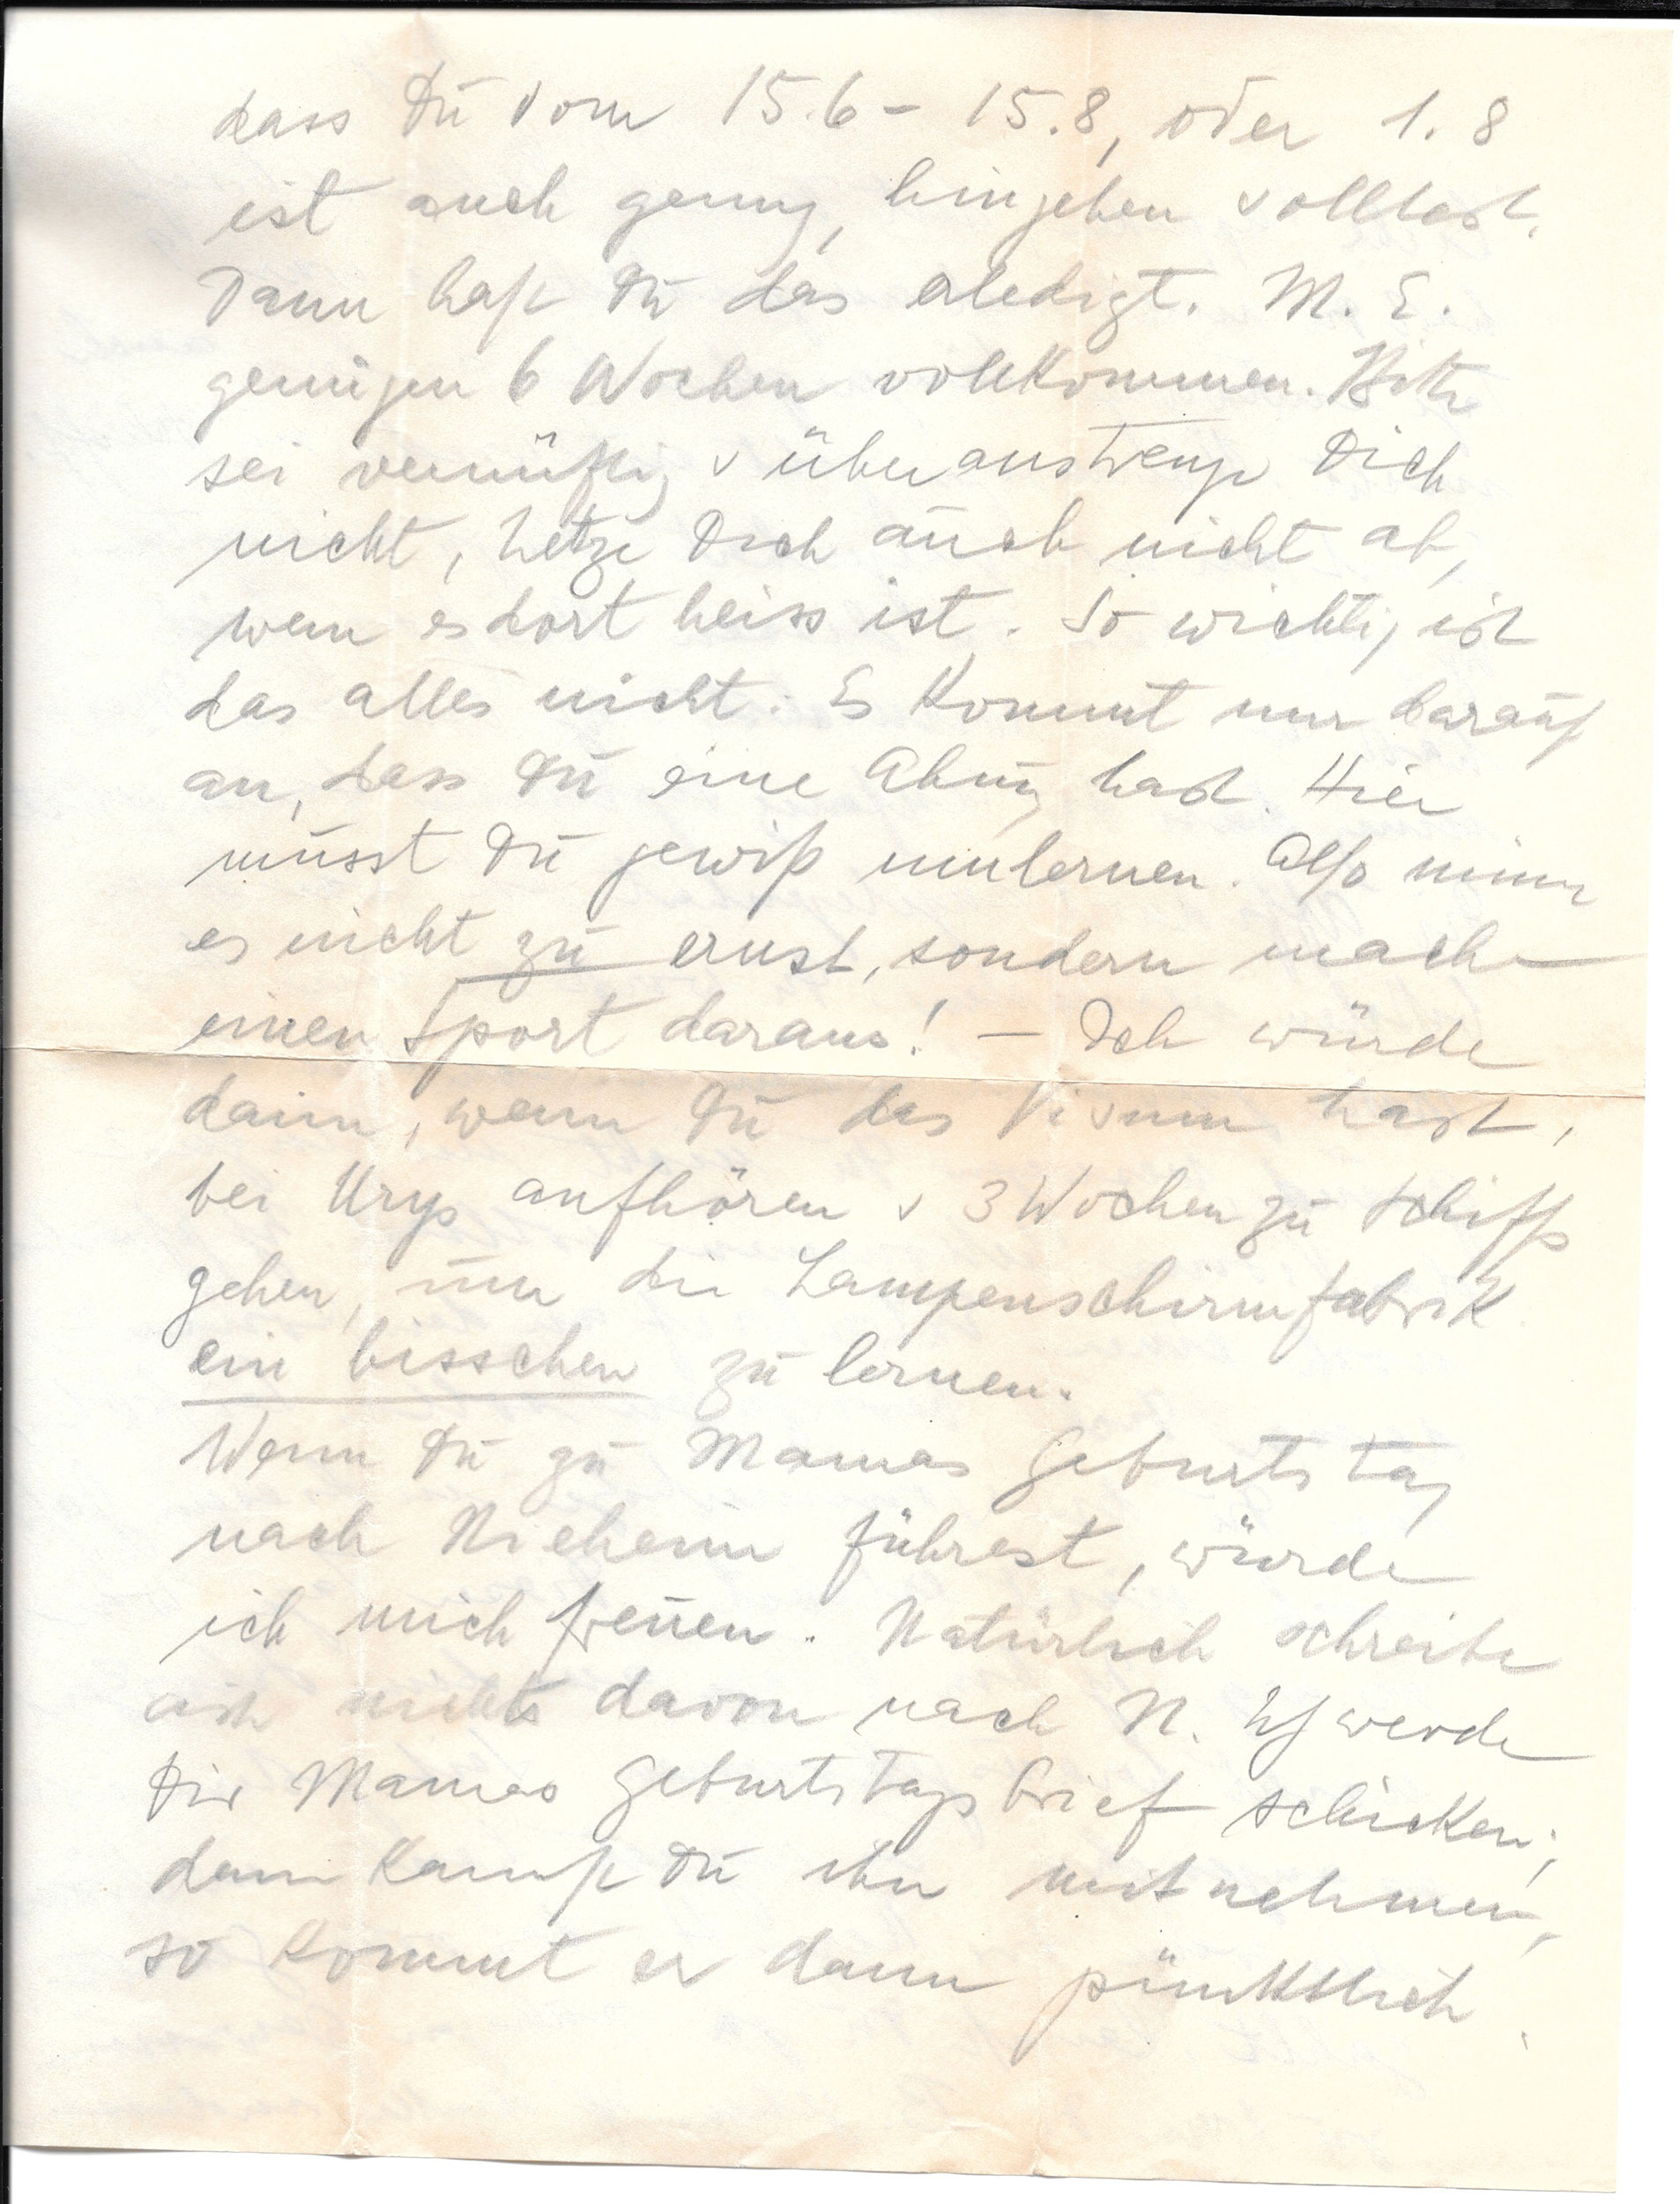 dass Du vom 15.6 – 15.8, oder 1.8
ist auch genug, hingehen solltest.
Dann hast Du das erledigt. M. E.
genügen 6 Wochen vollkommen. Bitte
sei vernüftig u überanstrenge Dich
nicht, hetze Dich auch nicht ab,
wenn es dort heiss ist. So wichtig ist
das alles nicht. Es kommt nur darauf
an, dass Du eine Ahnung hast. Hier
musst Du gewiß umlernen. Also nimm
es nicht zu ernst, sondern mache
einen Sport daraus! – Ich würde
dann, wenn Du das Visum hast,
bei Urys aufhören u 3 Wochen zu Schiff
gehen, um die Lampenschirmfabrik.
ein bisschen zu lernen.
Wenn Du zu Mamas Geburtstag
nach Nieheim führest, würde
ich mich freuen. Natürlich schreibe
ich nichts davon nach N. Ich werde
Dir Mamas Geburtstagsbrief schicken;
dann kannst Du ihn mitnehmen,
so kommt er dann pünktlich.